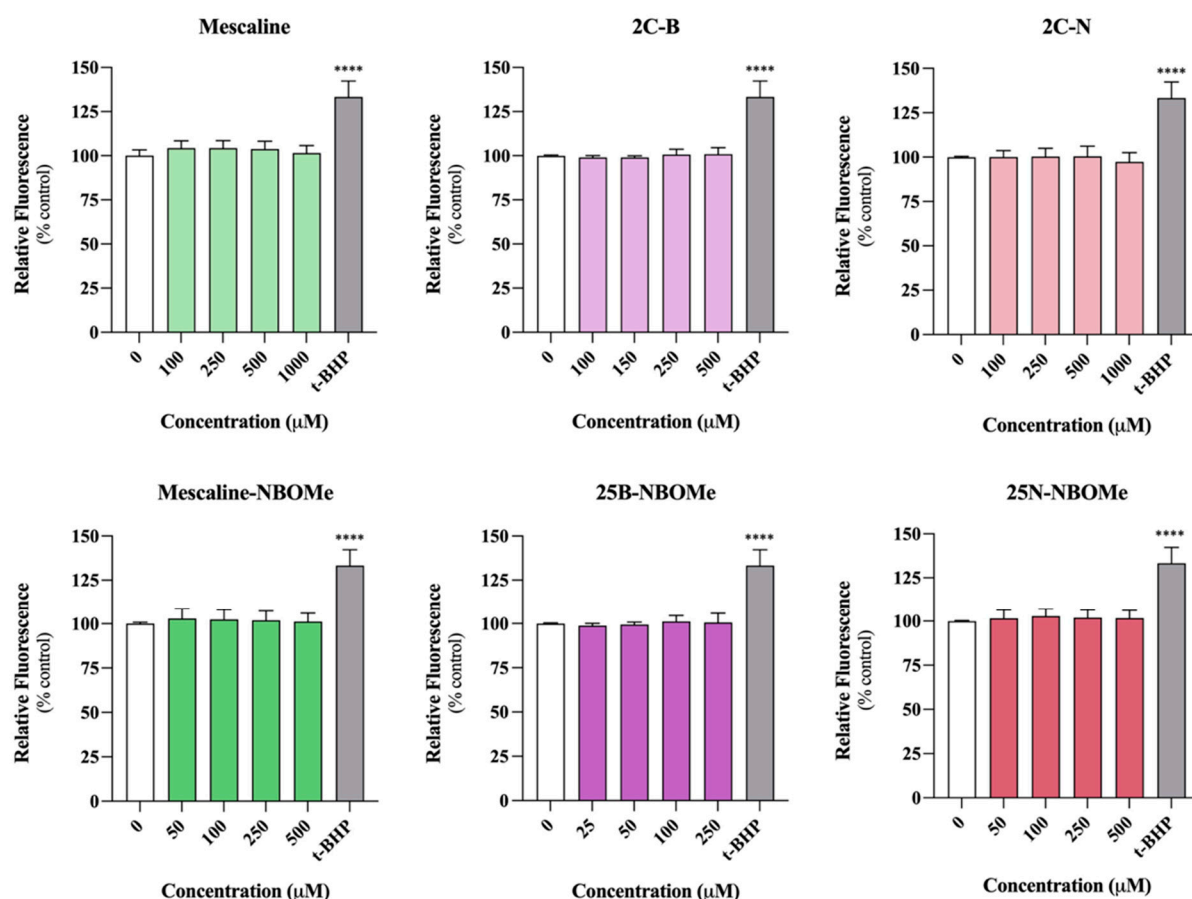 Mescaline
Relative Fluorescence
(% control)
150
125
100
75
50
25
0
****
0 100 250 500 1000 t-BHP
Concentration (μM)
2C-B
Relative Fluorescence
(% control)
150
125
100
75
50
25
0
****
0 100 150 250 500 t-BHP
Concentration (μM)
2C-N
Relative Fluorescence
(% control)
150
125
100
75
50
25
0
****
0 100 250 500 1000 t-BHP
Concentration (μM)
Mescaline-NBOMe
Relative Fluorescence
(% control)
150
125
100
75
50
25
0
****
0 50 100 250 500 t-BHP
Concentration (μM)
25B-NBOMe
Relative Fluorescence
(% control)
150
125
100
75
50
25
0
****
0 25 50 100 250 t-BHP
Concentration (μM)
25N-NBOMe
Relative Fluorescence
(% control)
150
125
100
75
50
25
0
****
0 50 100 250 500 t-BHP
Concentration (μM)